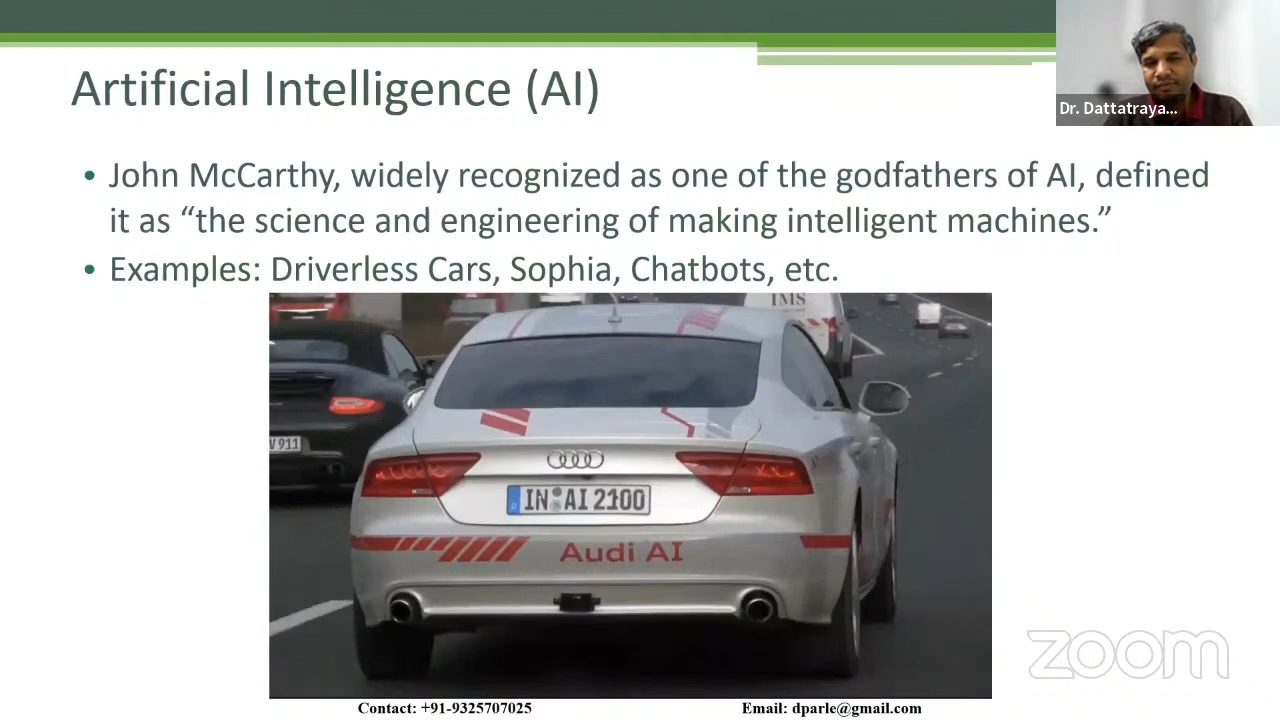 Artificial Intelligence (AI)
Dr. Dattatraya...
• John McCarthy, widely recognized as one of the godfathers of AI, defined
it as “the science and engineering of making intelligent machines.”
• Examples: Driverless Cars, Sophia, Chatbots, etc.
IMS
V 911
IN AI 2100
Audi AI
zoom
Contact: +91-9325707025
Email: dparle@gmail.com